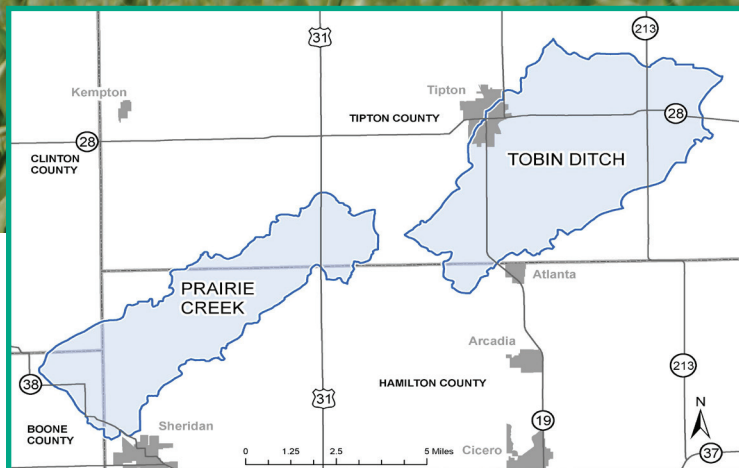 31
213
Kempton
Tipton
TIPTON COUNTY
28
28
CLINTON
COUNTY
TOBIN DITCH
PRAIRIE
CREEK
Atlanta
Arcadia
213
38
HAMILTON COUNTY
31
N
BOONE
COUNTY
Sheridan
19
Cicero
37
0 1.25 2.5 5 Miles